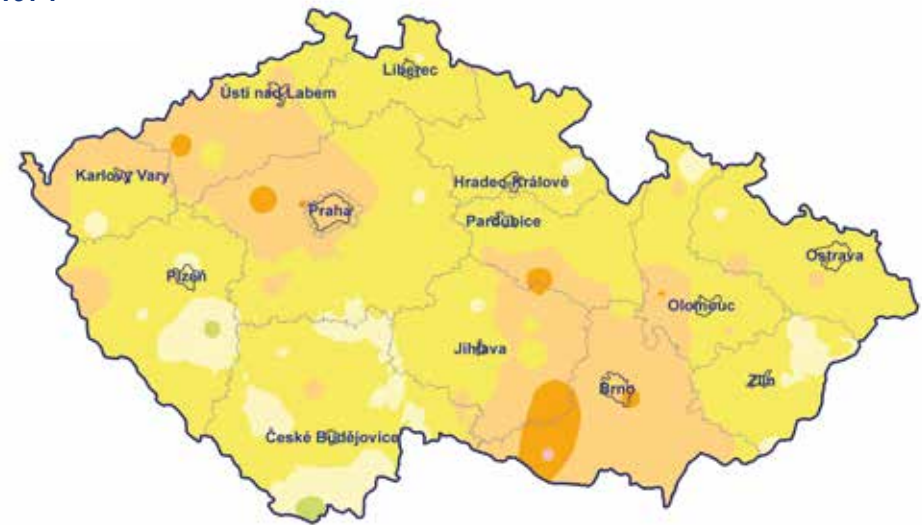 Liberec
Ústí nad Labem
Karlovy Vary
Hradec Králové
Praha
Pardubice
Ostrava
Plzeň
Olomouc
Jihlava
Zlín
Brno
České Budějovice